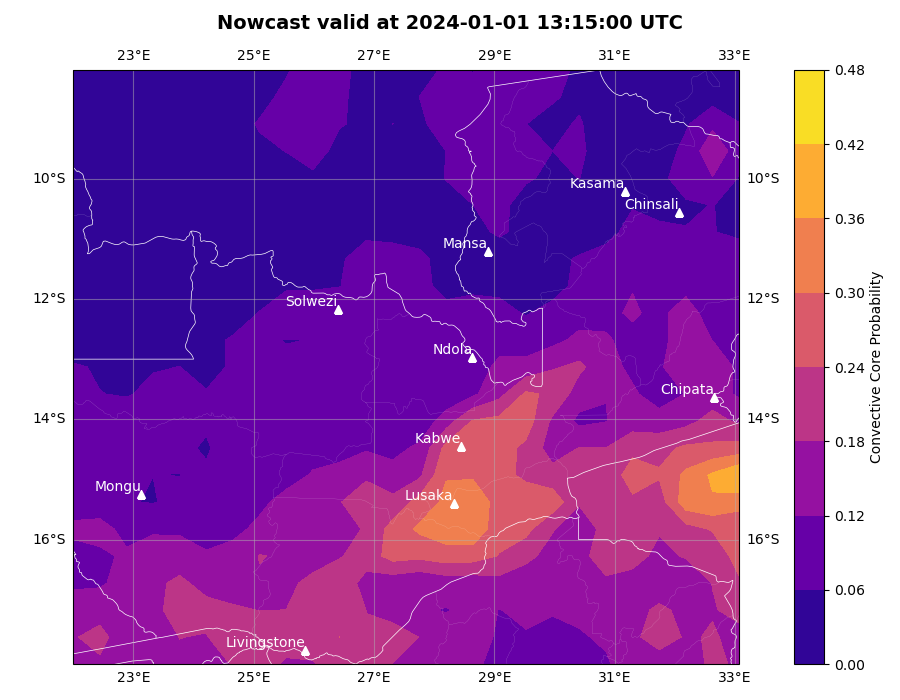 Nowcast valid at 2024-01-01 13:15:00 UTC
23°E 25°E 27°E 29°E 31°E 33°E
0.48
0.42
10°S 10°S
Kasama
Chinsali
0.36
Mansa
12°S 12°S
Solwezi
0.30
Ndola
0.24
Chipata
14°S 14°S
Kabwe
0.18
Mongu
Lusaka
0.12
16°S 16°S
0.06
Livingstone
0.00
23°E 25°E 27°E 29°E 31°E 33°E
Convective Core Probability